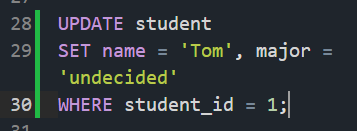 28 UPDATE student
29 SET name = 'Tom', major =
'undecided'
30 WHERE student_id = 1;